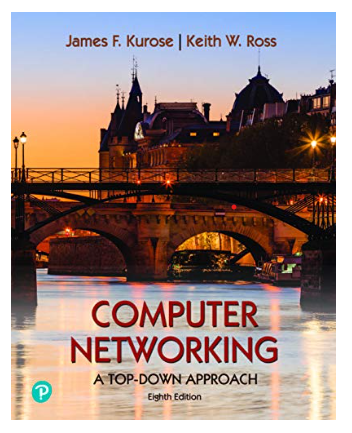 James F. Kurose | Keith W. Ross
COMPUTER
NETWORKING
A TOP-DOWN APPROACH
Eighth Edition
P